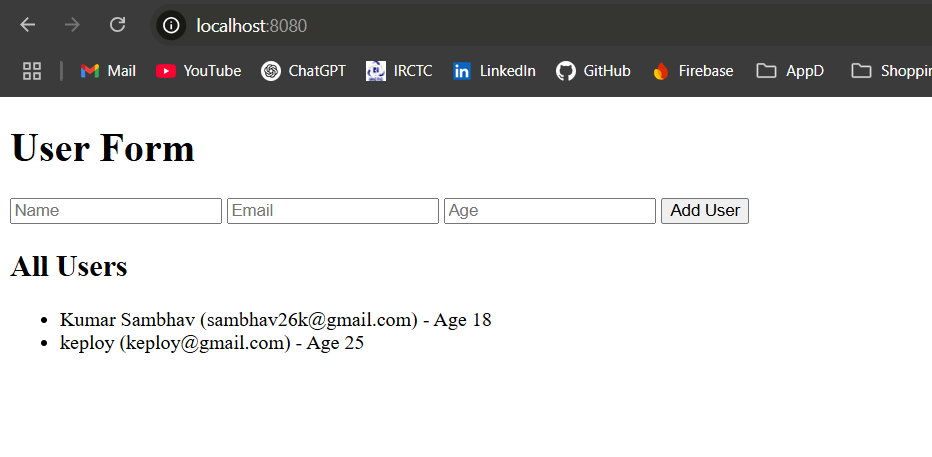 localhost:8080
Mail YouTube ChatGPT IRCTC LinkedIn GitHub Firebase AppD Shoppin
User Form
Name Email Age Add User
All Users
• Kumar Sambhav (sambhav26k@gmail.com) - Age 18
• keploy (keploy@gmail.com) - Age 25